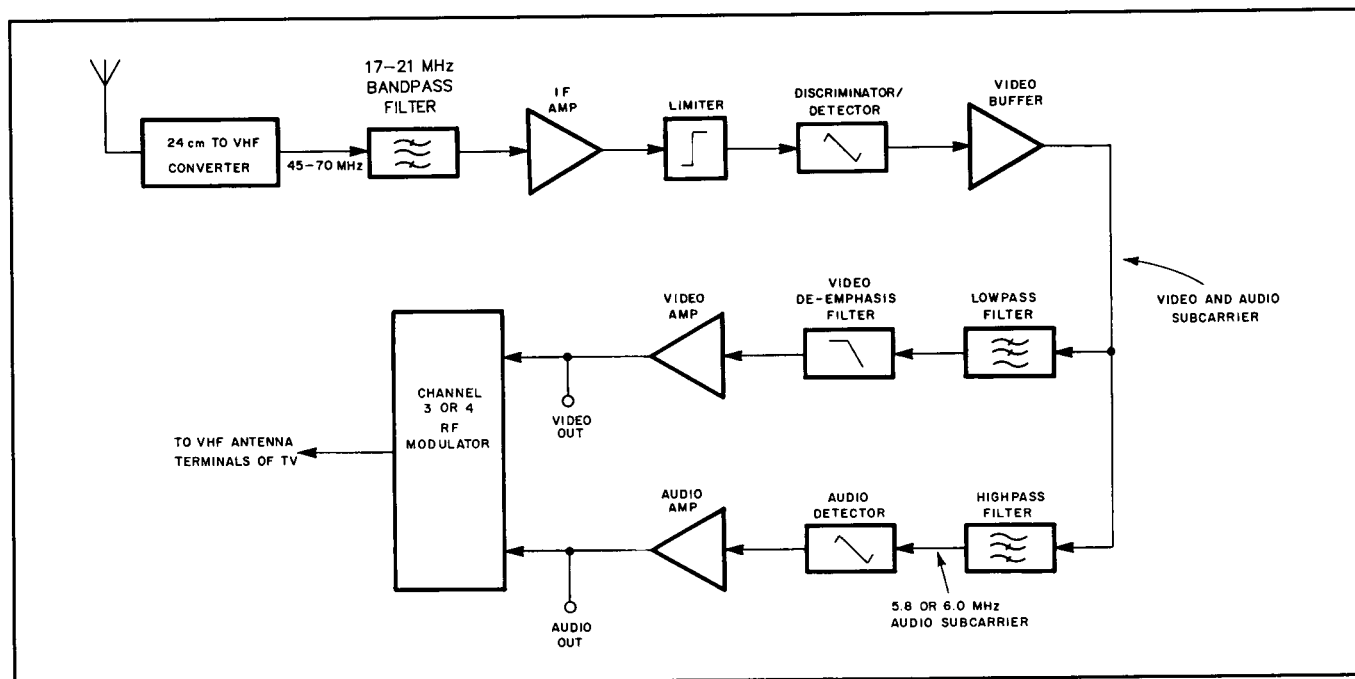 24 cm TO VHF
CONVERTER
45-70 MHz
17-21 MHz
BANDPASS
FILTER
IF
AMP
LIMITER
DISCRIMINATOR/
DETECTOR
VIDEO
BUFFER
VIDEO AND AUDIO
SUBCARRIER
LOWPASS
FILTER
VIDEO
DE-EMPHASIS
FILTER
VIDEO
AMP
VIDEO
OUT
CHANNEL
3 OR 4
RF
MODULATOR
TO VHF ANTENNA
TERMINALS OF TV
HIGHPASS
FILTER
5.8 OR 6.0 MHz
AUDIO SUBCARRIER
AUDIO
DETECTOR
AUDIO
AMP
AUDIO
OUT